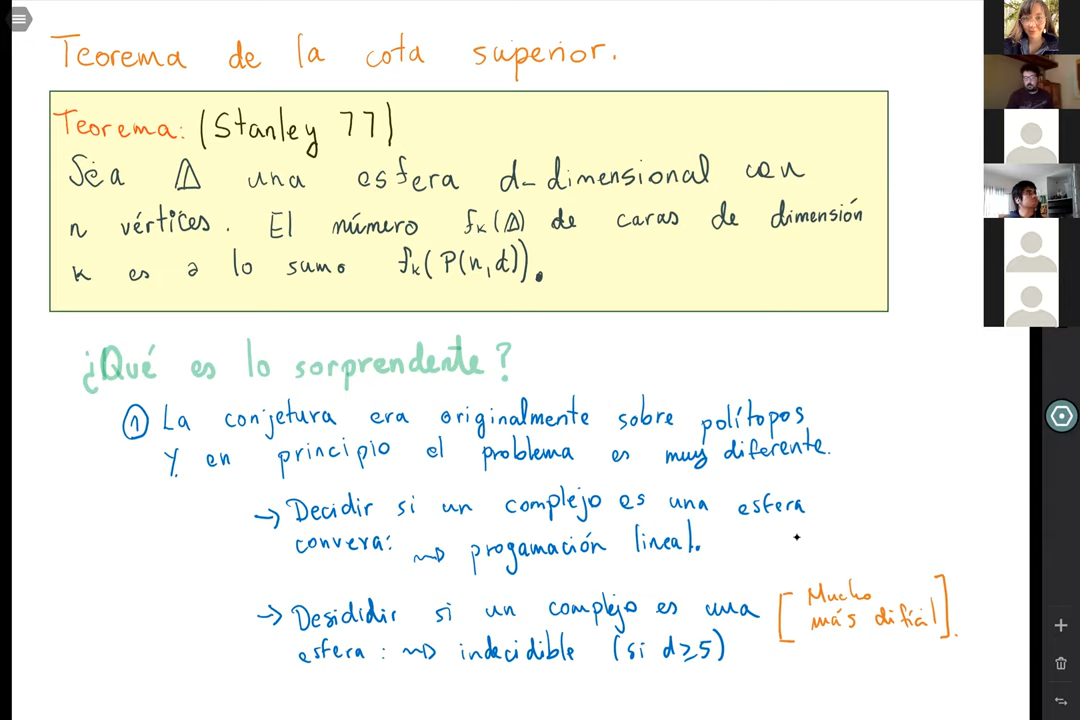 Teorema de la cota superior.
Teorema: (Stanley 77)
Sea Δ una esfera d-dimensional con
n vértices. El número fₖ(Δ) de caras de dimensión
k es a lo sumo fₖ(P(n,d)).
¿Qué es lo sorprendente?
① La conjetura era originalmente sobre polítopos
y en principio el problema es muy diferente.
→ Decidir si un complejo es una esfera
convexa: ⇝ progamación lineal.
→ Desididir si un complejo es una
esfera: ⇝ indecidible (si d≥5)
[Mucho
más difícil].